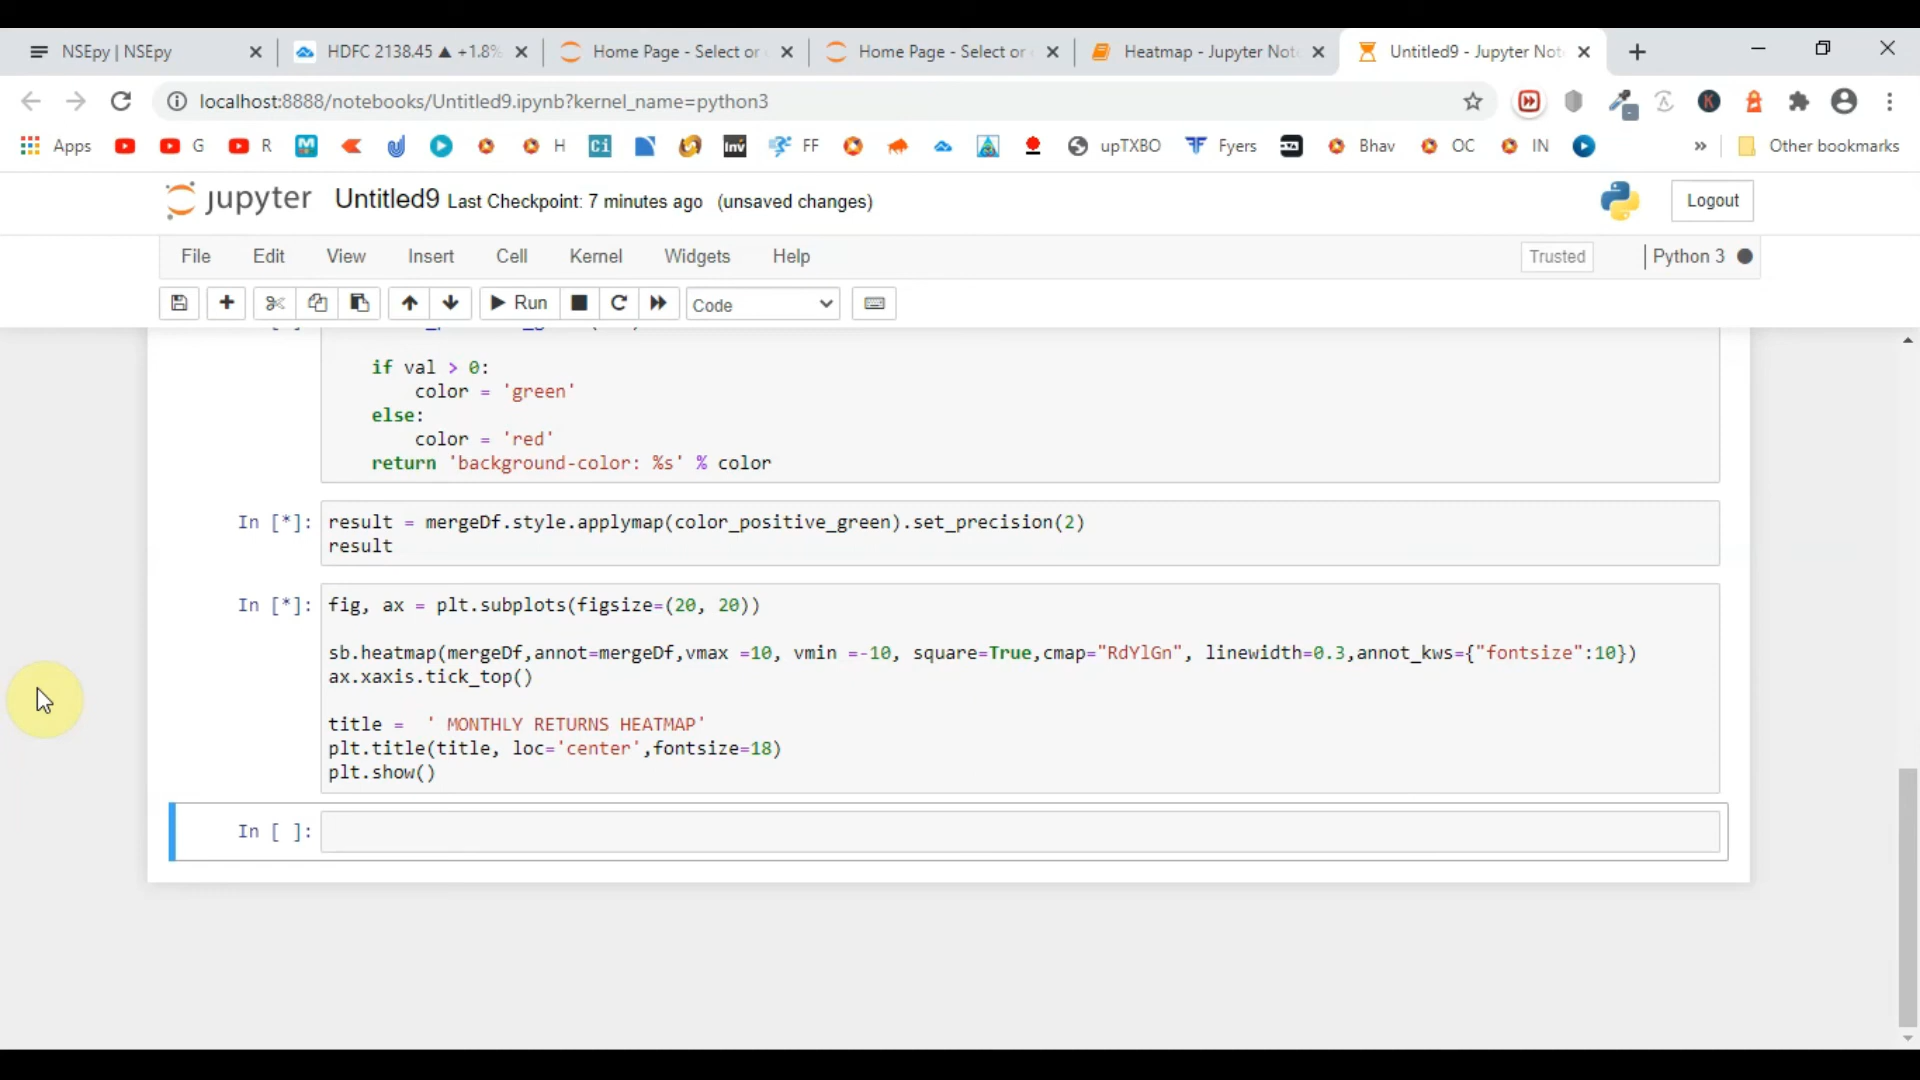 NSEpy | NSEpy
HDFC 2138.45 ▲ +1.8%
Home Page - Select or
Home Page - Select or
Heatmap - Jupyter Not
Untitled9 - Jupyter Not
localhost:8888/notebooks/Untitled9.ipynb?kernel_name=python3
Apps G R H Ci Inv FF upTXBO Fyers Bhav OC IN » Other bookmarks
jupyter Untitled9 Last Checkpoint: 7 minutes ago (unsaved changes) Logout
File Edit View Insert Cell Kernel Widgets Help Trusted Python 3
Run Code
if val > 0:
color = 'green'
else:
color = 'red'
return 'background-color: %s' % color
In [*]: result = mergeDf.style.applymap(color_positive_green).set_precision(2)
result
In [*]: fig, ax = plt.subplots(figsize=(20, 20))
sb.heatmap(mergeDf,annot=mergeDf,vmax =10, vmin =-10, square=True,cmap="RdYlGn", linewidth=0.3,annot_kws={"fontsize":10})
ax.xaxis.tick_top()
title = ' MONTHLY RETURNS HEATMAP'
plt.title(title, loc='center',fontsize=18)
plt.show()
In [ ]: